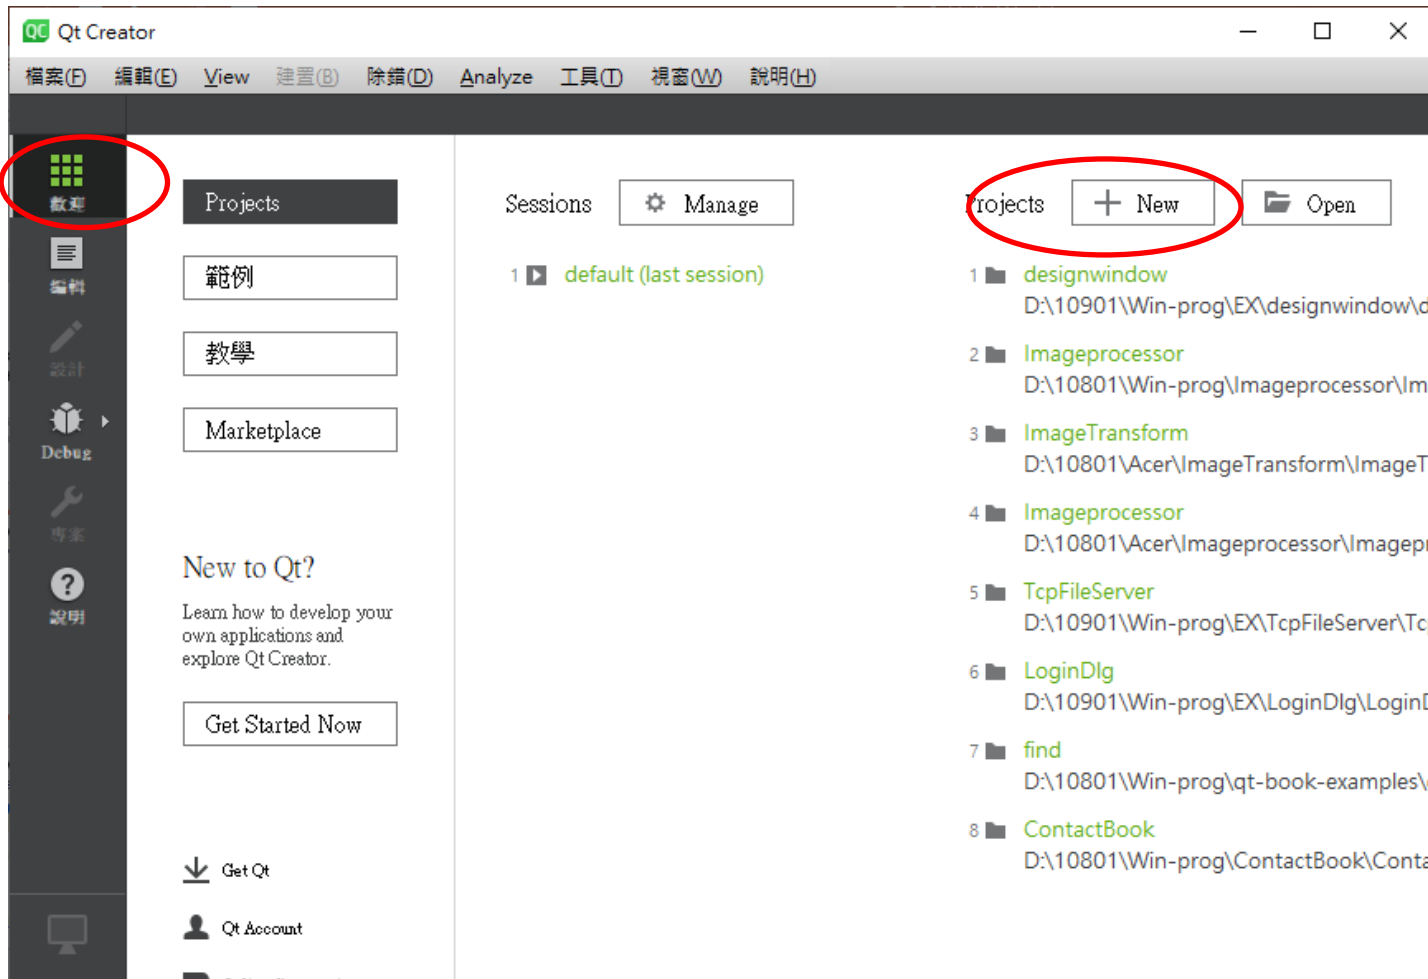 QC Qt Creator
檔案(F) 編輯(E) View 建置(B) 除錯(D) Analyze 工具(T) 視窗(W) 說明(H)
歡迎
編輯
設計
Debug
專案
說明
Projects
範例
教學
Marketplace
New to Qt?
Learn how to develop your
own applications and
explore Qt Creator.
Get Started Now
Get Qt
Qt Account
Sessions Manage
1 default (last session)
Projects New Open
1 designwindow
D:\10901\Win-prog\EX\designwindow\d
2 Imageprocessor
D:\10801\Win-prog\Imageprocessor\Im
3 ImageTransform
D:\10801\Acer\ImageTransform\ImageT
4 Imageprocessor
D:\10801\Acer\Imageprocessor\Imagep
5 TcpFileServer
D:\10901\Win-prog\EX\TcpFileServer\Tc
6 LoginDlg
D:\10901\Win-prog\EX\LoginDlg\Login
7 find
D:\10801\Win-prog\qt-book-examples\
8 ContactBook
D:\10801\Win-prog\ContactBook\Conta